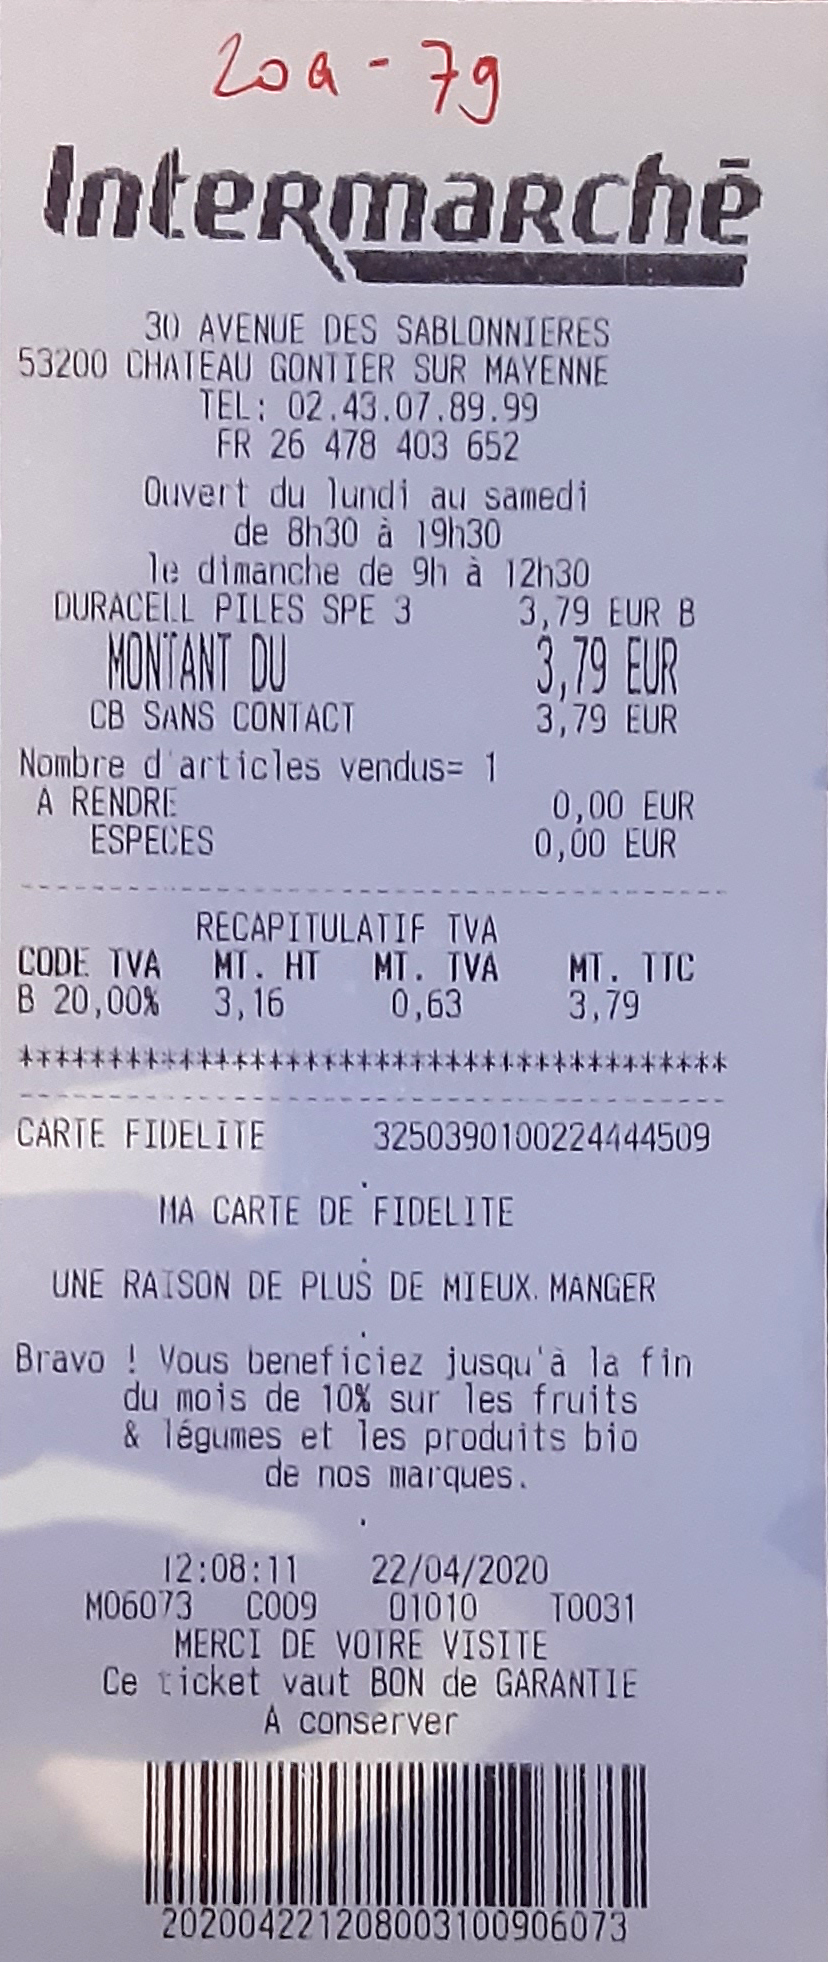 20a - 79
Intermarché
30 AVENUE DES SABLONNIERES
53200 CHATEAU GONTIER SUR MAYENNE
TEL: 02.43.07.89.99
FR 26 478 403 652
Ouvert du lundi au samedi
de 8h30 à 19h30
le dimanche de 9h à 12h30
DURACELL PILES SPE 3 3,79 EUR B
MONTANT DU 3,79 EUR
CB SANS CONTACT 3,79 EUR
Nombre d'articles vendus= 1
A RENDRE 0,00 EUR
ESPECES 0,00 EUR
RECAPITULATIF TVA
CODE TVA MT. HT MT. TVA MT. TTC
B 20,00% 3,16 0,63 3,79
****************************************
CARTE FIDELITE 3250390100224444509
MA CARTE DE FIDELITE
UNE RAISON DE PLUS DE MIEUX. MANGER
Bravo ! Vous beneficiez jusqu'à la fin
du mois de 10% sur les fruits
& légumes et les produits bio
de nos marques.
12:08:11 22/04/2020
M06073 C009 01010 T0031
MERCI DE VOTRE VISITE
Ce ticket vaut BON de GARANTIE
A conserver
202004221208003100906073